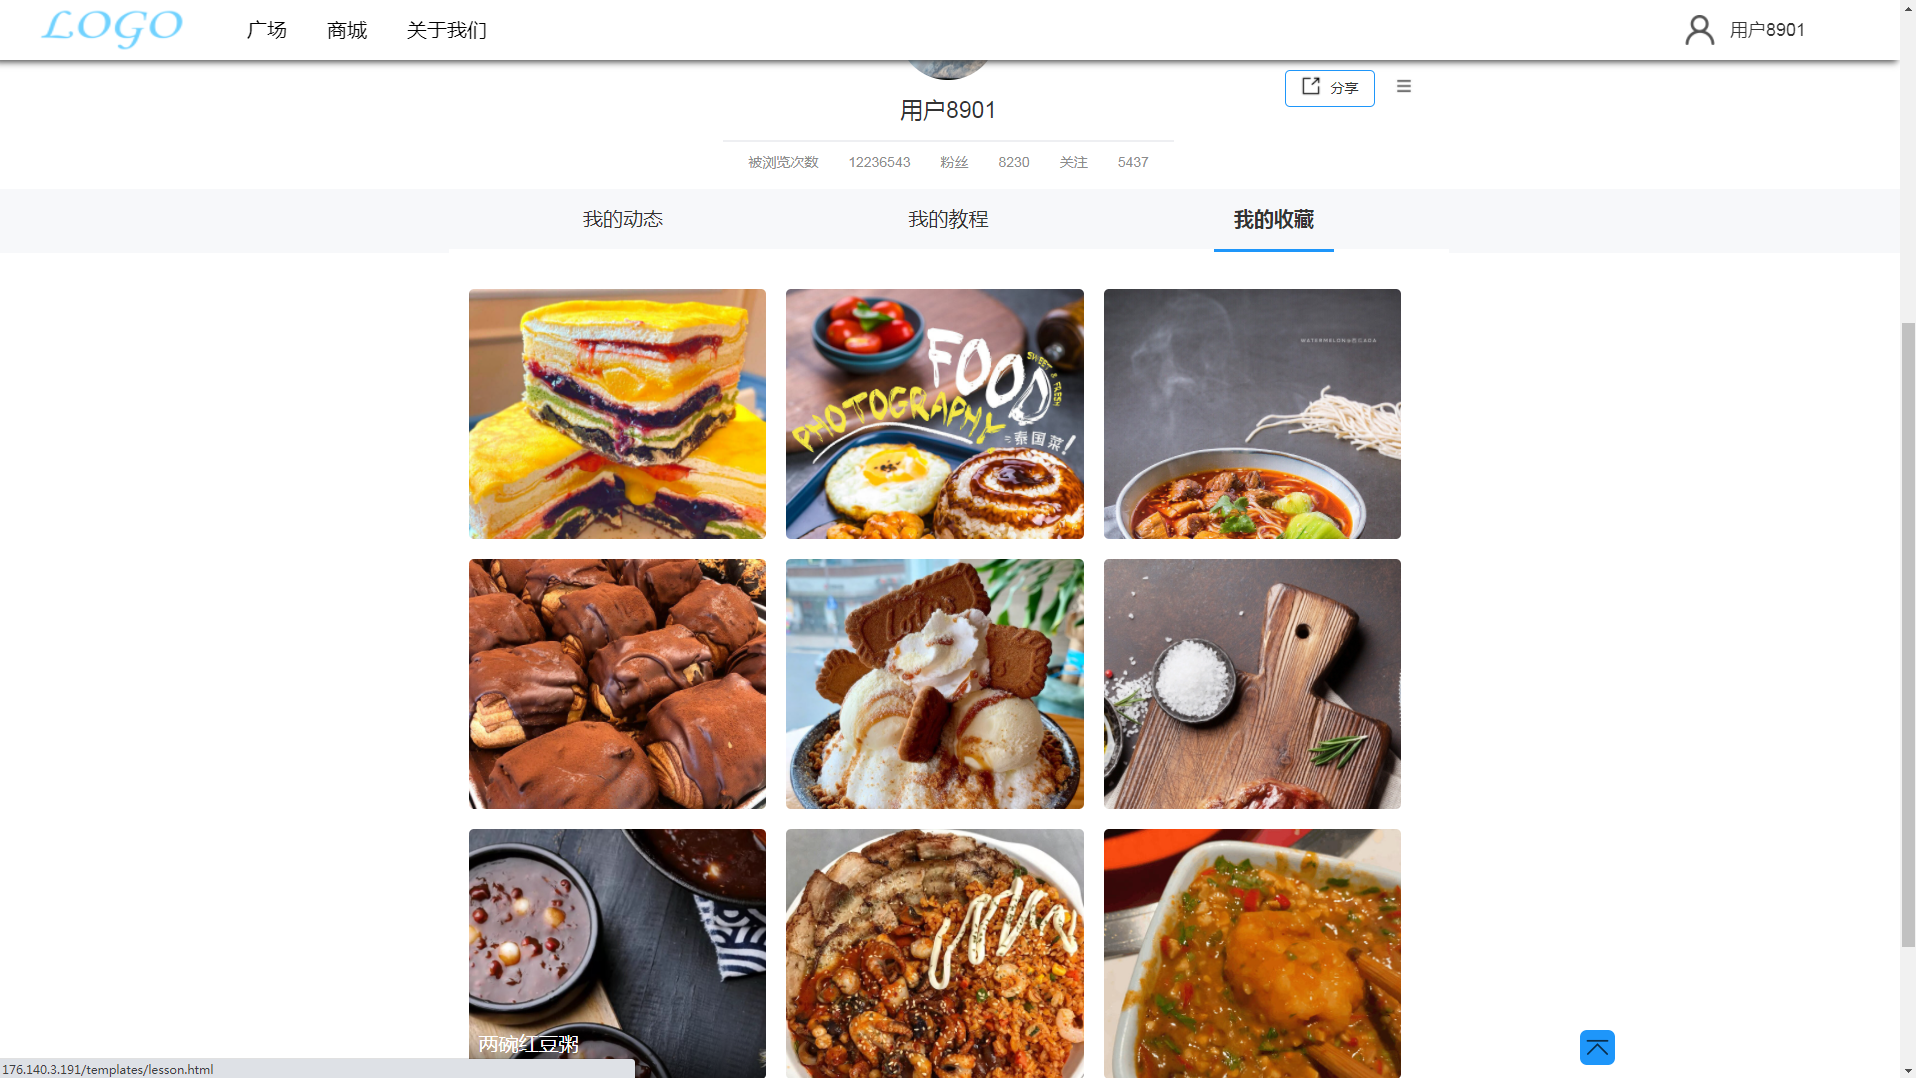 LOGO 广场 商城 关于我们 用户8901
分享
用户8901
被浏览次数 12236543 粉丝 8230 关注 5437
我的动态 我的教程 我的收藏
FOOD
SWEET & FRESH
PHOTOGRAPHY
泰国菜!
两碗红豆粥
176.140.3.191/templates/lesson.html